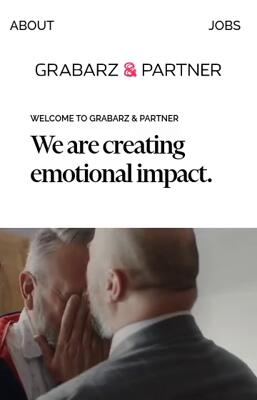 ABOUT JOBS
GRABARZ & PARTNER
WELCOME TO GRABARZ & PARTNER
We are creating
emotional impact.